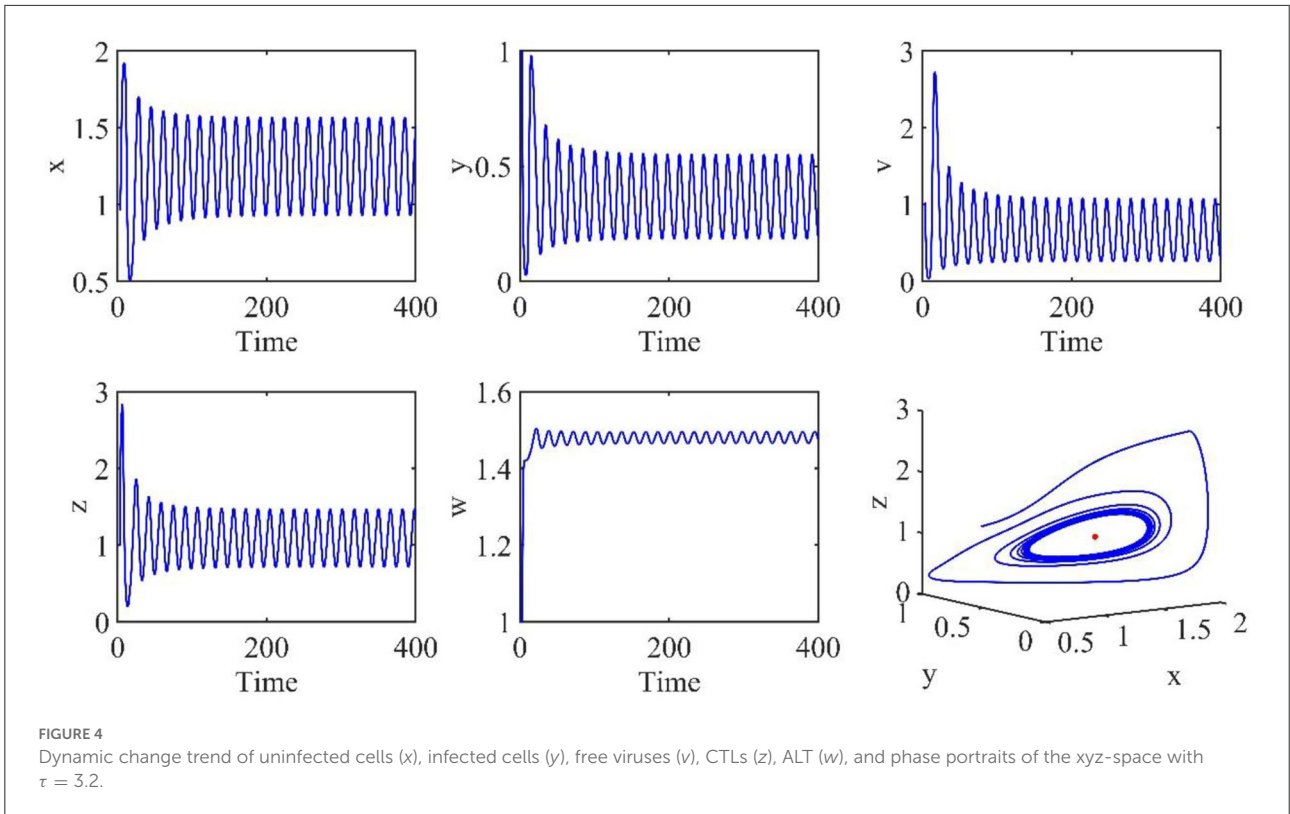 2
1.5
1
0.5
x
0 200 400
Time
1
0.5
0
y
0 200 400
Time
3
2
1
0
v
0 200 400
Time
3
2
1
0
z
0 200 400
Time
1.6
1.4
1.2
1
w
0 200 400
Time
3
2
1
0
z
1 0.5 0
y
0.5 1 1.5 2
x
FIGURE 4
Dynamic change trend of uninfected cells (x), infected cells (y), free viruses (v), CTLs (z), ALT (w), and phase portraits of the xyz-space with
τ = 3.2.